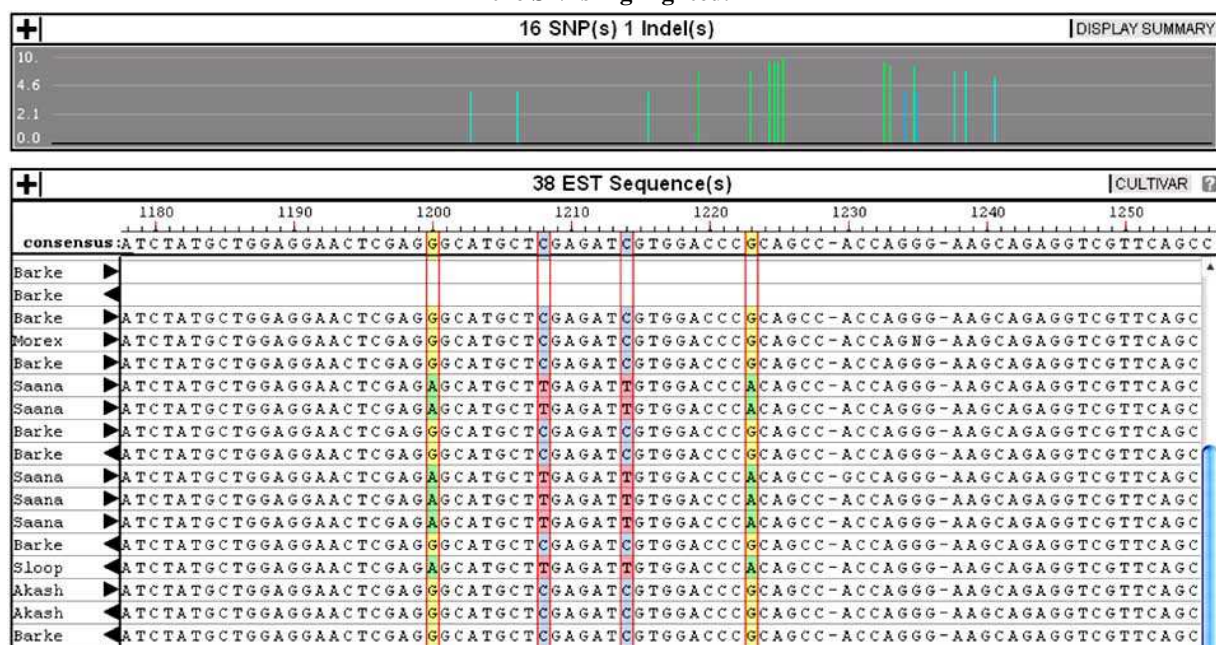 16 SNP(s) 1 Indel(s)
DISPLAY SUMMARY
10.
4.6
2.1
0.0
38 EST Sequence(s)
CULTIVAR ?
1180 1190 1200 1210 1220 1230 1240 1250
consensus:ATCTATGCTGGAGGAACTCGAGGGCATGCTCGAGATCGTGGACCCGCAGCC-ACCAGGG-AAGCAGAGGTCGTTCAGCC
Barke
Barke
Barke ATCTATGCTGGAGGAACTCGAGGGCATGCTCGAGATCGTGGACCCGCAGCC-ACCAGGG-AAGCAGAGGTCGTTCAGC
Morex ATCTATGCTGGAGGAACTCGAGGGCATGCTCGAGATCGTGGACCCGCAGCC-ACCAGNG-AAGCAGAGGTCGTTCAGC
Barke ATCTATGCTGGAGGAACTCGAGGGCATGCTCGAGATCGTGGACCCGCAGCC-ACCAGGG-AAGCAGAGGTCGTTCAGC
Saana ATCTATGCTGGAGGAACTCGAGAGCATGCTTGAGATTGTGGACCCACAGCC-ACCAGGG-AAGCAGAGGTCGTTCAGC
Saana ATCTATGCTGGAGGAACTCGAGAGCATGCTTGAGATTGTGGACCCACAGCC-ACCAGGG-AAGCAGAGGTCGTTCAGC
Barke ATCTATGCTGGAGGAACTCGAGGGCATGCTCGAGATCGTGGACCCGCAGCC-ACCAGGG-AAGCAGAGGTCGTTCAGC
Barke ATCTATGCTGGAGGAACTCGAGGGCATGCTCGAGATCGTGGACCCGCAGCC-ACCAGGG-AAGCAGAGGTCGTTCAGC
Saana ATCTATGCTGGAGGAACTCGAGAGCATGCTTGAGATTGTGGACCCACAGCC-GCCAGGG-AAGCAGAGGTCGTTCAGC
Saana ATCTATGCTGGAGGAACTCGAGAGCATGCTTGAGATTGTGGACCCACAGCC-ACCAGGG-AAGCAGAGGTCGTTCAGC
Saana ATCTATGCTGGAGGAACTCGAGAGCATGCTTGAGATTGTGGACCCACAGCC-ACCAGGG-AAGCAGAGGTCGTTCAGC
Barke ATCTATGCTGGAGGAACTCGAGGGCATGCTCGAGATCGTGGACCCGCAGCC-ACCAGGG-AAGCAGAGGTCGTTCAGC
Sloop ATCTATGCTGGAGGAACTCGAGAGCATGCTTGAGATTGTGGACCCACAGCC-ACCAGGG-AAGCAGAGGTCGTTCAGC
Akash ATCTATGCTGGAGGAACTCGAGGGCATGCTCGAGATCGTGGACCCGCAGCC-ACCAGGG-AAGCAGAGGTCGTTCAGC
Akash ATCTATGCTGGAGGAACTCGAGGGCATGCTCGAGATCGTGGACCCGCAGCC-ACCAGGG-AAGCAGAGGTCGTTCAGC
Barke ATCTATGCTGGAGGAACTCGAGGGCATGCTCGAGATCGTGGACCCGCAGCC-ACCAGGG-AAGCAGAGGTCGTTCAGC